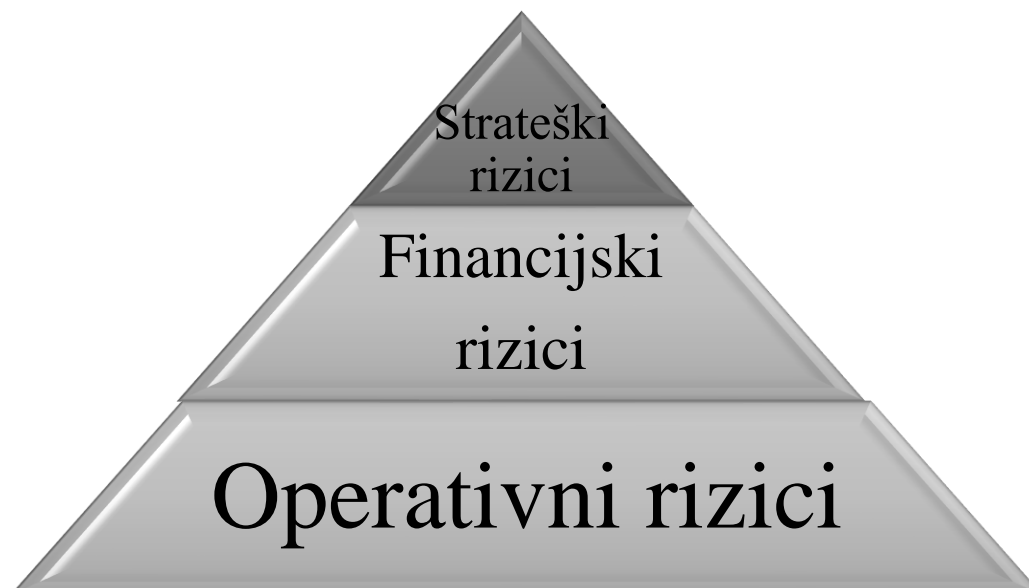 Strateški
rizici
Financijski
rizici
Operativni rizici